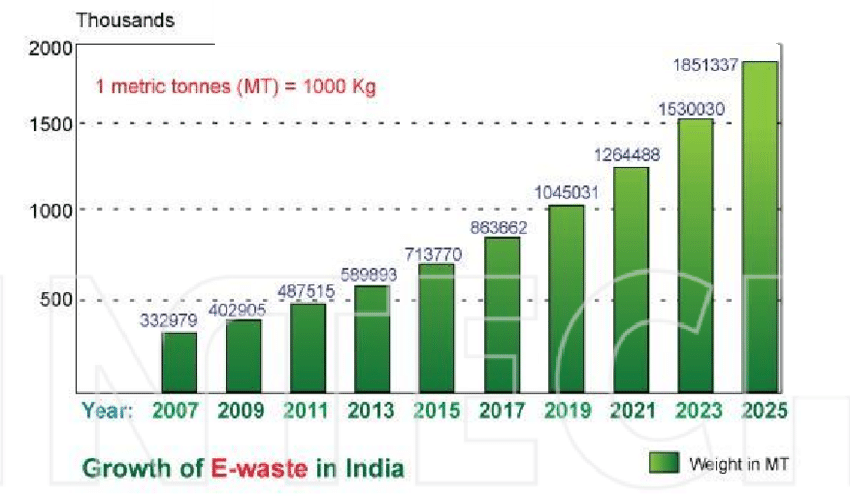 Thousands
2000
1 metric tonnes (MT) = 1000 Kg
1500
1000
500
332979
402905
487515
589893
713770
863662
1045031
1264488
1530030
1851337
Year: 2007 2009 2011 2013 2015 2017 2019 2021 2023 2025
Growth of E-waste in India
Weight in MT
INTECH